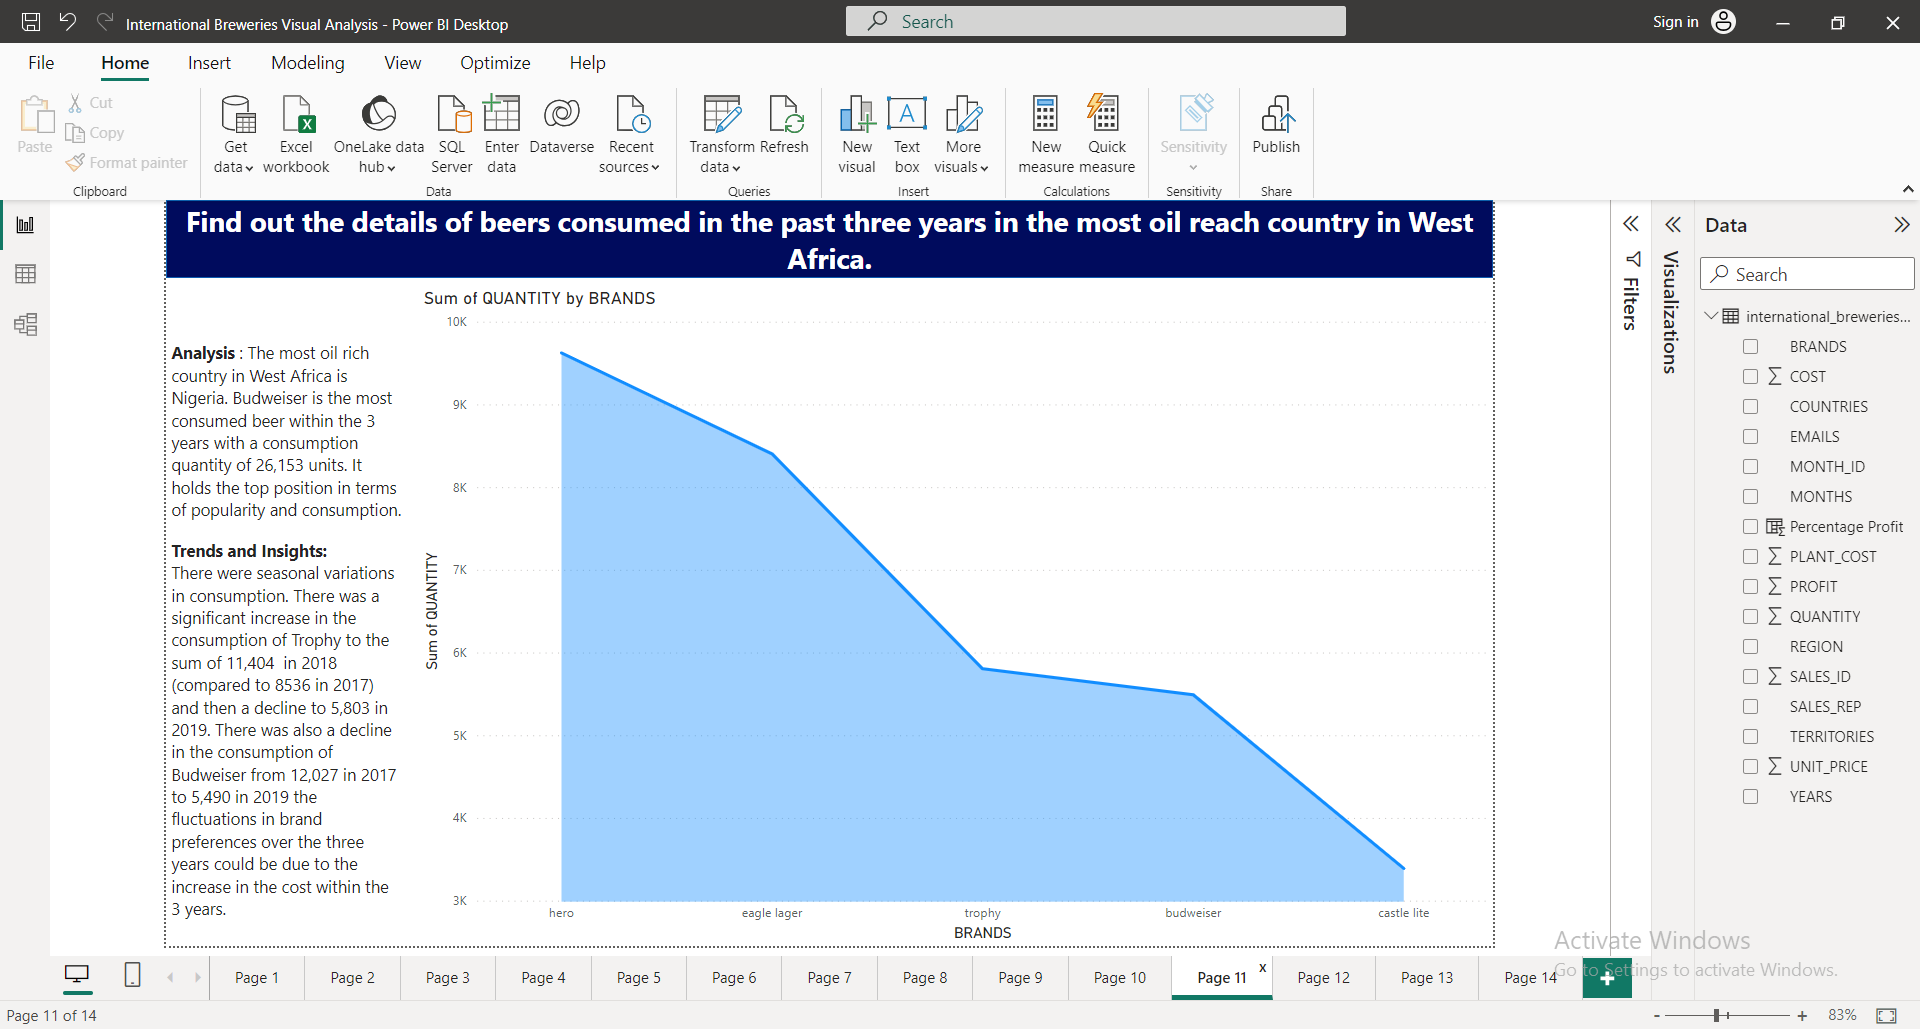 International Breweries Visual Analysis - Power BI Desktop
Search
Sign in
File
Home
Insert
Modeling
View
Optimize
Help
Paste
Cut
Copy
Format painter
Clipboard
Get data
Excel workbook
OneLake data hub
SQL Server
Enter data
Dataverse
Recent sources
Data
Transform data
Refresh
Queries
New visual
Text box
More visuals
Insert
New measure
Quick measure
Calculations
Sensitivity
Sensitivity
Publish
Share
Find out the details of beers consumed in the past three years in the most oil reach country in West
Africa.
Analysis : The most oil rich
country in West Africa is
Nigeria. Budweiser is the most
consumed beer within the 3
years with a consumption
quantity of 26,153 units. It
holds the top position in terms
of popularity and consumption.
Trends and Insights:
There were seasonal variations
in consumption. There was a
significant increase in the
consumption of Trophy to the
sum of 11,404 in 2018
(compared to 8536 in 2017)
and then a decline to 5,803 in
2019. There was also a decline
in the consumption of
Budweiser from 12,027 in 2017
to 5,490 in 2019 the
fluctuations in brand
preferences over the three
years could be due to the
increase in the cost within the
3 years.
Sum of QUANTITY by BRANDS
Sum of QUANTITY
10K
9K
8K
7K
6K
5K
4K
3K
hero
eagle lager
trophy
budweiser
castle lite
BRANDS
Filters
Visualizations
Data
Search
international_breweries...
BRANDS
COST
COUNTRIES
EMAILS
MONTH_ID
MONTHS
Percentage Profit
PLANT_COST
PROFIT
QUANTITY
REGION
SALES_ID
SALES_REP
TERRITORIES
UNIT_PRICE
YEARS
Activate Windows
Go to Settings to activate Windows.
Page 1
Page 2
Page 3
Page 4
Page 5
Page 6
Page 7
Page 8
Page 9
Page 10
Page 11
x
Page 12
Page 13
Page 14
+
Page 11 of 14
-
+
83%